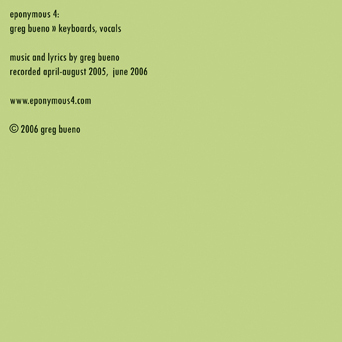 eponymous 4:
greg bueno » keyboards, vocals
music and lyrics by greg bueno
recorded april-august 2005, june 2006
www.eponymous4.com
© 2006 greg bueno